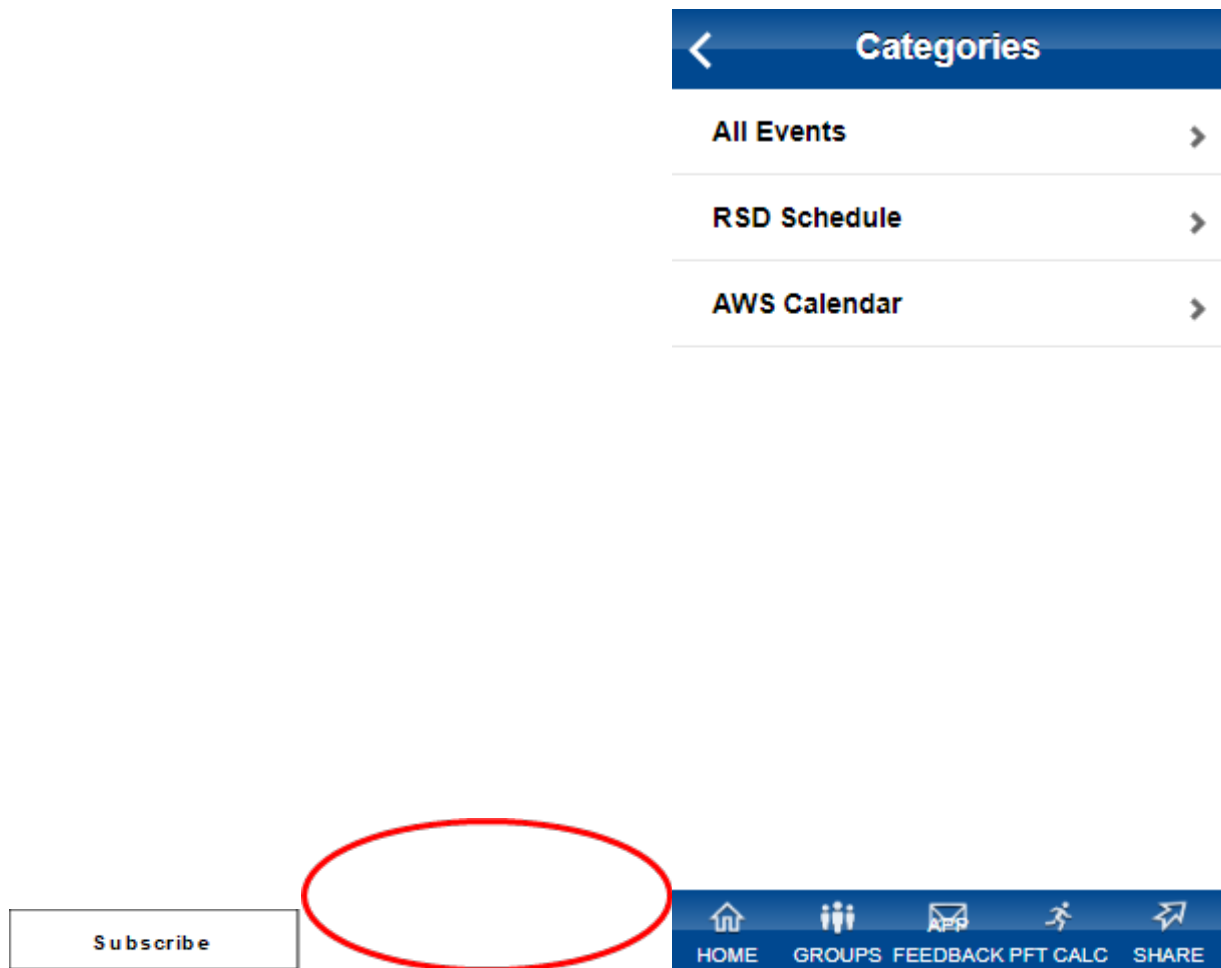 Categories
All Events
RSD Schedule
AWS Calendar
Subscribe
APP
HOME GROUPS FEEDBACK PFT CALC SHARE